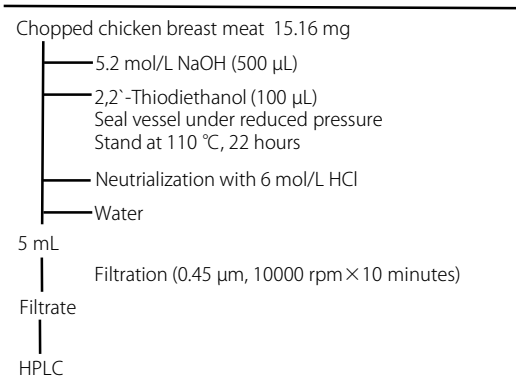 Chopped chicken breast meat 15.16 mg
5.2 mol/L NaOH (500 μL)
2,2`-Thiodiethanol (100 μL)
Seal vessel under reduced pressure
Stand at 110 ℃, 22 hours
Neutrialization with 6 mol/L HCl
Water
5 mL
Filtration (0.45 μm, 10000 rpm×10 minutes)
Filtrate
HPLC